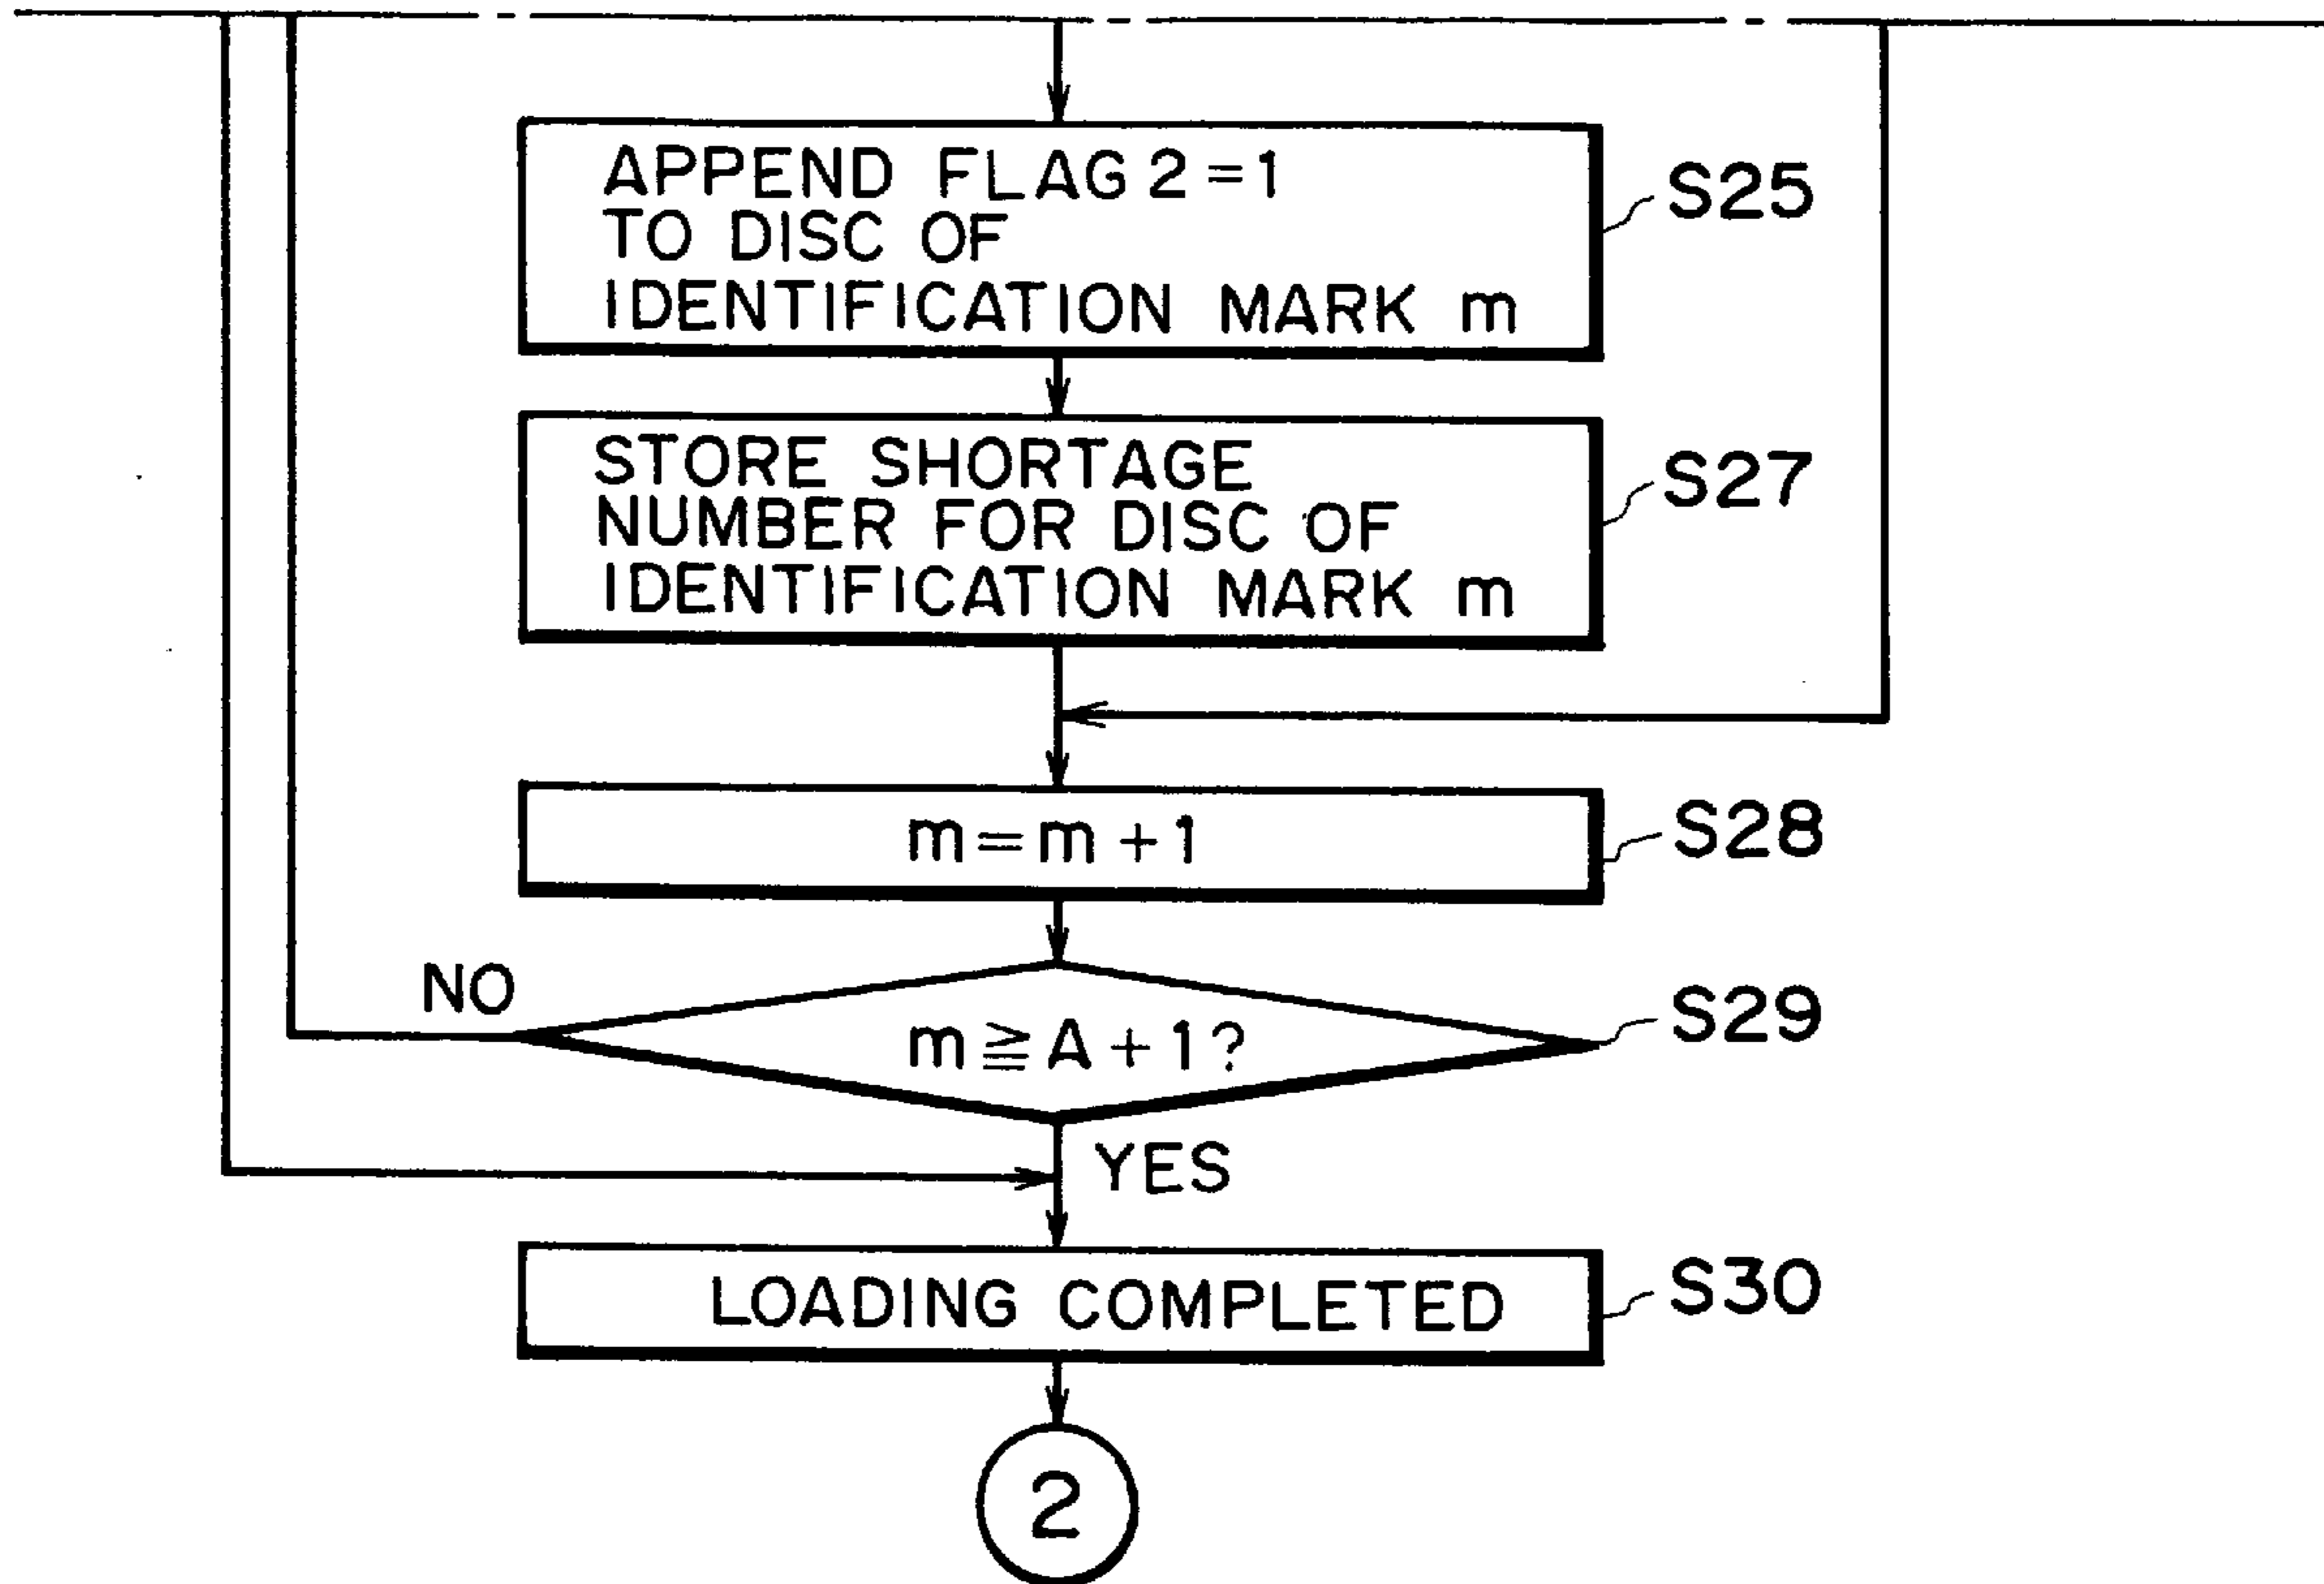 APPEND FLAG 2 = 1
TO DISC OF
IDENTIFICATION MARK m
S25
STORE SHORTAGE
NUMBER FOR DISC OF
IDENTIFICATION MARK m
S27
m = m + 1
S28
NO
m ≧ A + 1 ?
S29
YES
LOADING COMPLETED
S30
2